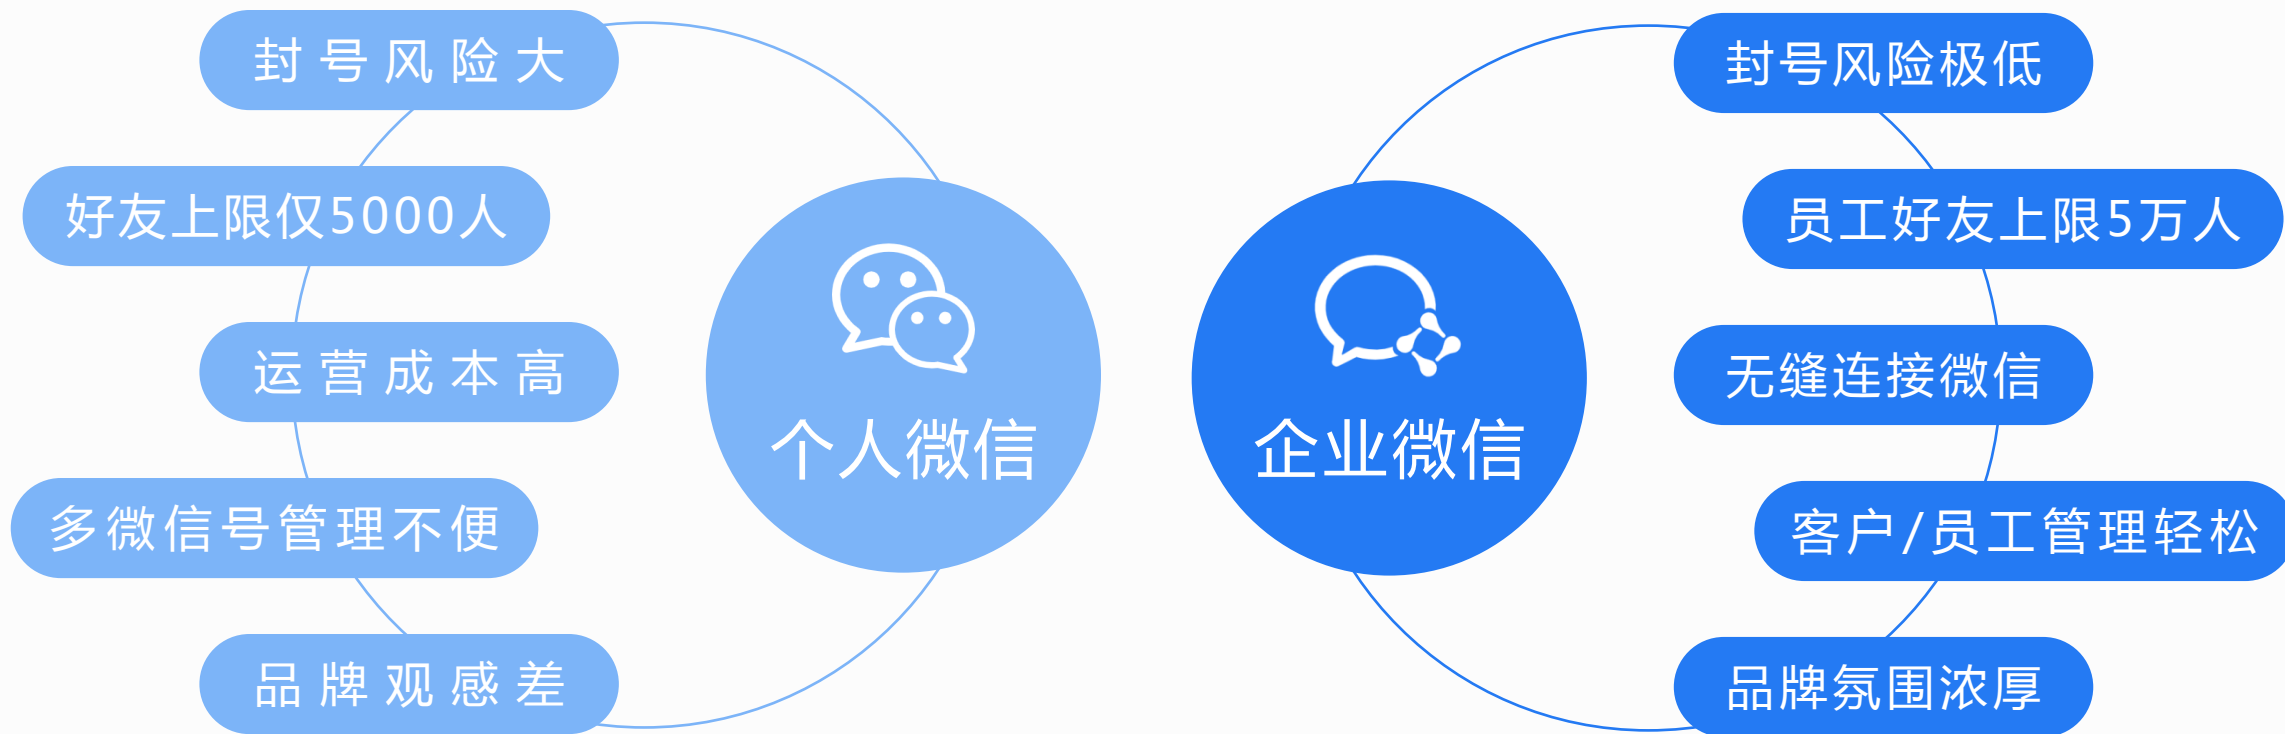 封号风险大
好友上限仅5000人
运营成本高
多微信号管理不便
品牌观感差
个人微信
企业微信
封号风险极低
员工好友上限5万人
无缝连接微信
客户/员工管理轻松
品牌氛围浓厚